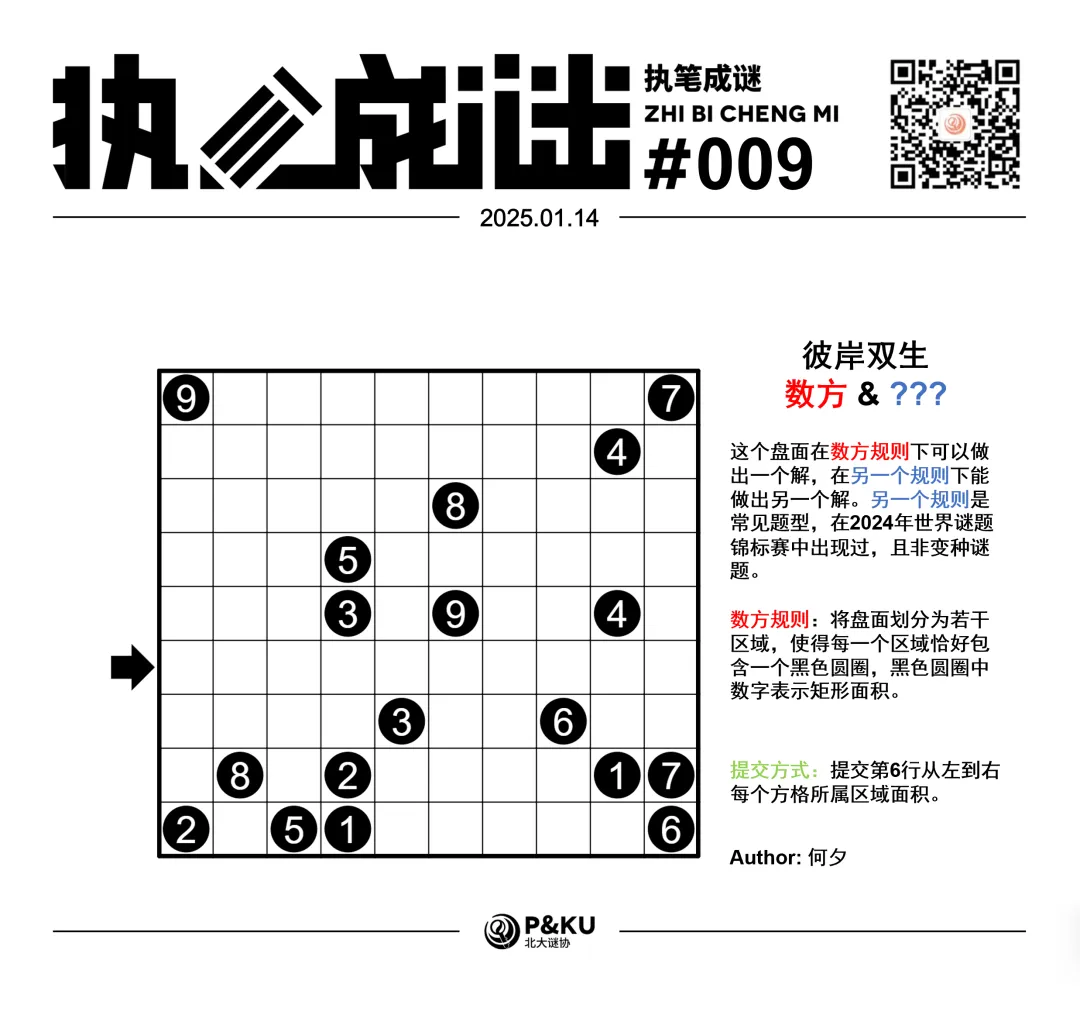 执笔成谜
执笔成谜
ZHI BI CHENG MI
#009
2025.01.14
彼岸双生
数方 & ???
这个盘面在数方规则下可以做
出一个解，在另一个规则下能
做出另一个解。另一个规则是
常见题型，在2024年世界谜题
锦标赛中出现过，且非变种谜
题。
数方规则：将盘面划分为若干
区域，使得每一个区域恰好包
含一个黑色圆圈，黑色圆圈中
数字表示矩形面积。
提交方式：提交第6行从左到右
每个方格所属区域面积。
Author: 何夕
9 7
4
8
5
3 9 4
3 6
8 2 1 7
2 5 1 6
P&KU
北大谜协